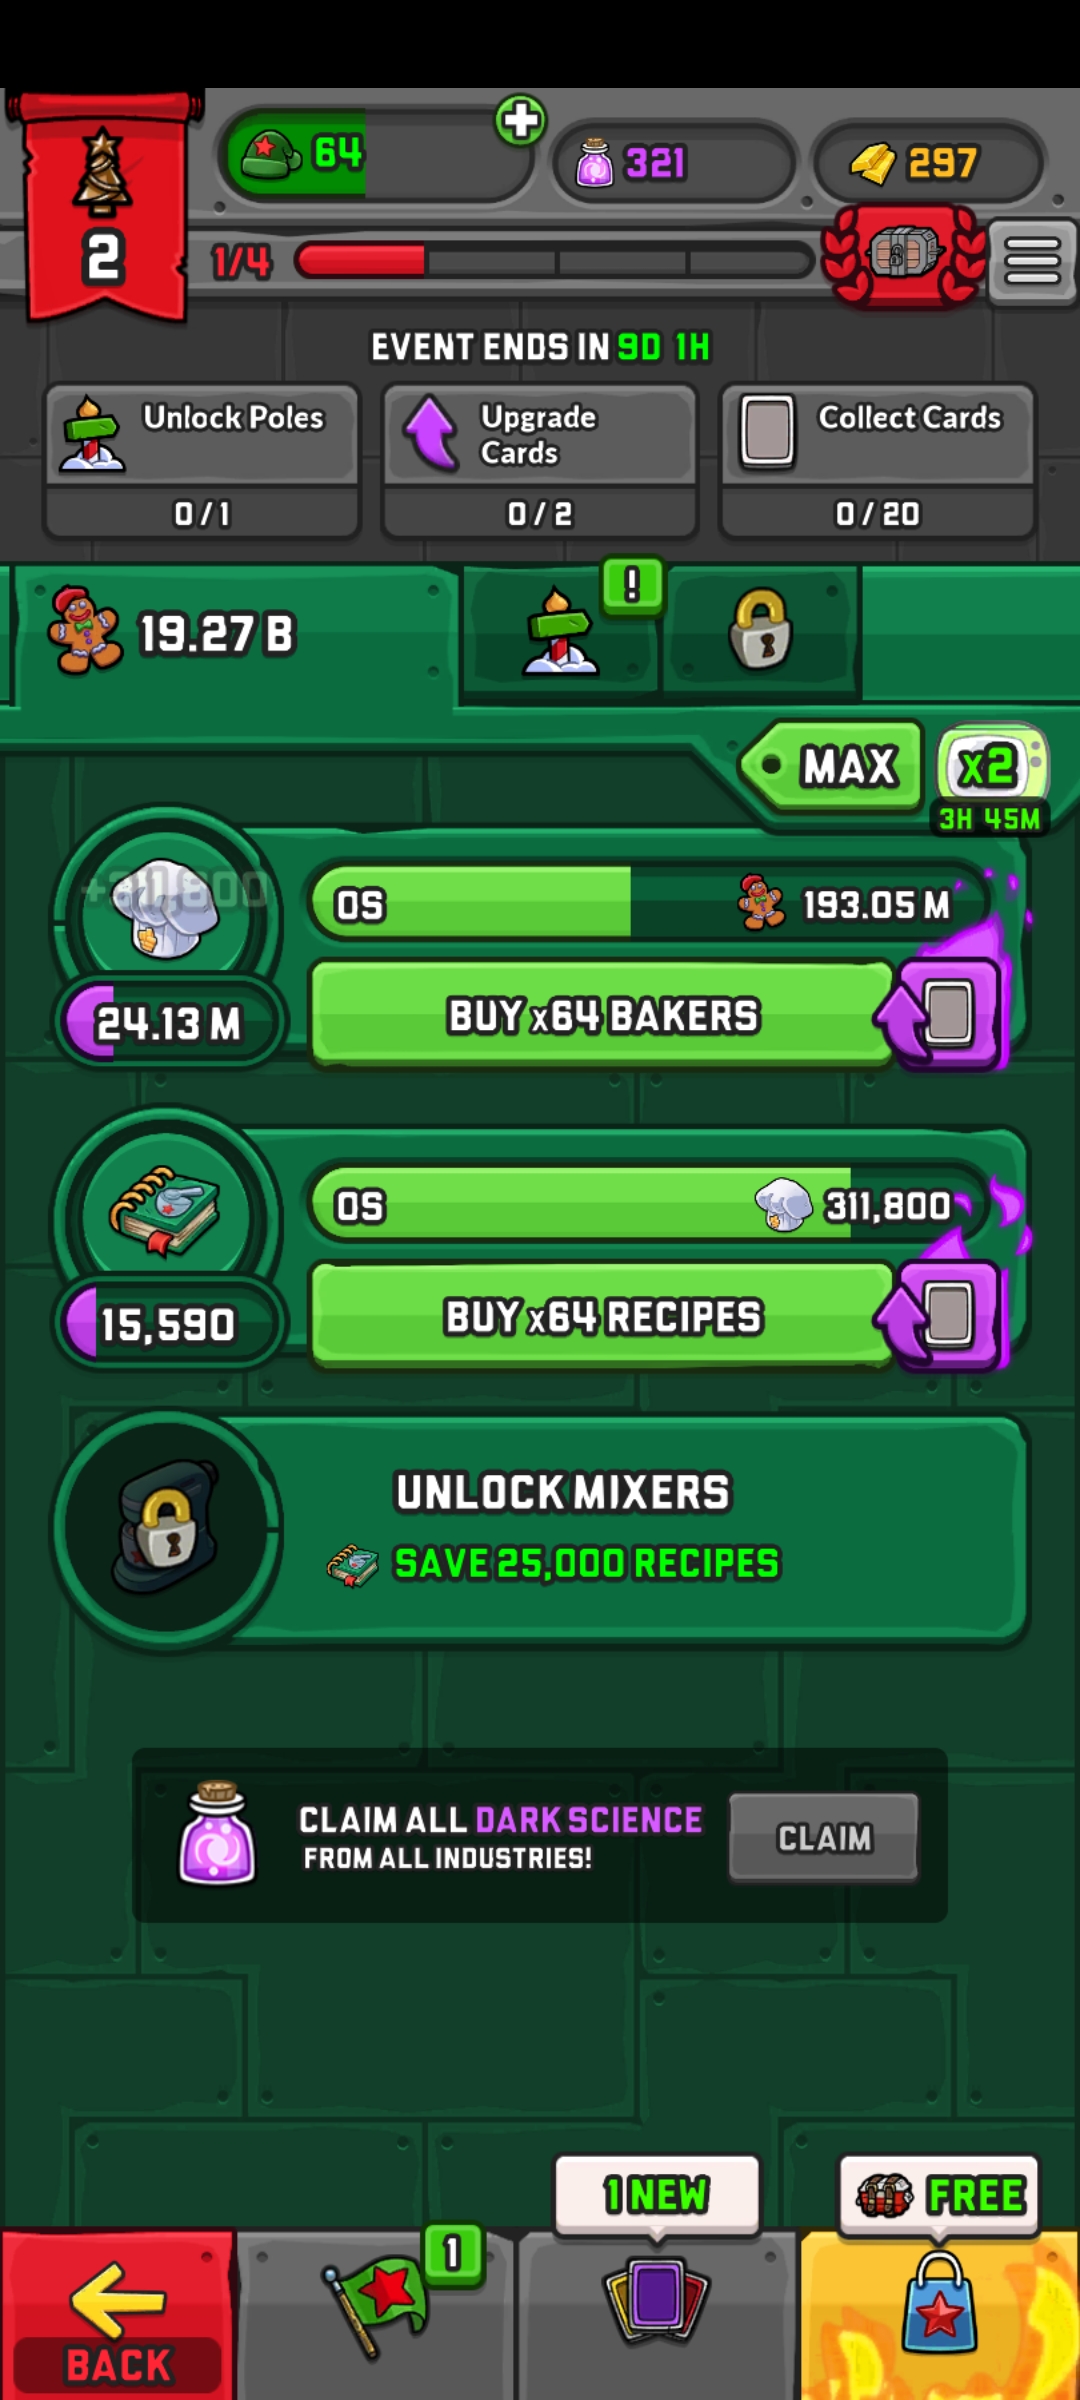 64
321
297
2
1/4
EVENT ENDS IN 9D 1H
Unlock Poles
0/1
Upgrade
Cards
0/2
Collect Cards
0/20
19.27 B
!
MAX
x2
3H 45M
+311,800
0S
193.05 M
24.13 M
BUY x64 BAKERS
0S
311,800
15,590
BUY x64 RECIPES
UNLOCK MIXERS
SAVE 25,000 RECIPES
CLAIM ALL DARK SCIENCE
FROM ALL INDUSTRIES!
CLAIM
1 NEW
FREE
1
BACK